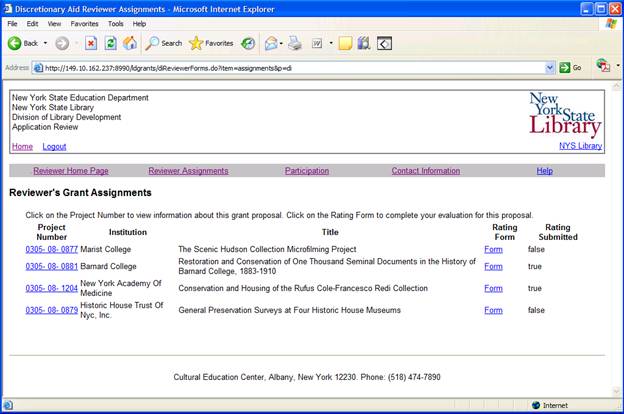 Discretionary Aid Reviewer Assignments - Microsoft Internet Explorer
File Edit View Favorites Tools Help
Back Search Favorites
Address http://149.10.162.237:8990/ldgrants/diReviewerForms.do?item=assignments&p=di Go
New York State Education Department
New York State Library
Division of Library Development
Application Review
New York State Library
Home Logout NYS Library
Reviewer Home Page Reviewer Assignments Participation Contact Information Help
Reviewer's Grant Assignments
Click on the Project Number to view information about this grant proposal. Click on the Rating Form to complete your evaluation for this proposal.
Project Number Institution Title Rating Form Rating Submitted
0305- 08- 0877 Marist College The Scenic Hudson Collection Microfilming Project Form false
0305- 08- 0881 Barnard College Restoration and Conservation of One Thousand Seminal Documents in the History of Barnard College, 1883-1910 Form true
0305- 08- 1204 New York Academy Of Medicine Conservation and Housing of the Rufus Cole-Francesco Redi Collection Form true
0305- 08- 0879 Historic House Trust Of Nyc, Inc. General Preservation Surveys at Four Historic House Museums Form false
Cultural Education Center, Albany, New York 12230. Phone: (518) 474-7890
Internet